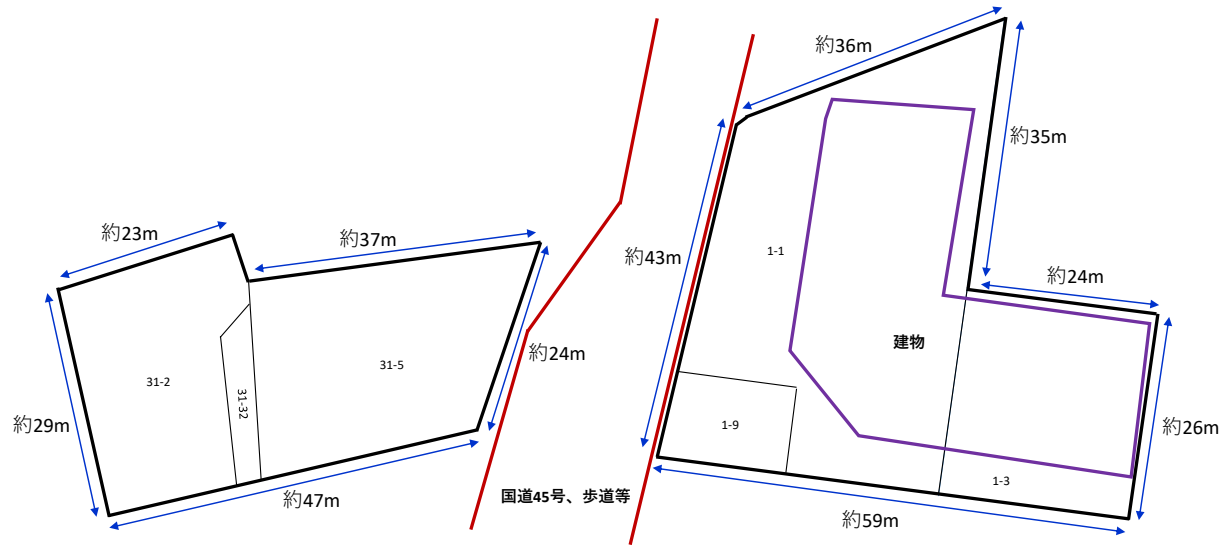 約23m
約37m
31-2
31-32
31-5
約29m
約24m
約47m
国道45号、歩道等
約36m
約35m
約43m
1-1
約24m
建物
1-9
約26m
1-3
約59m